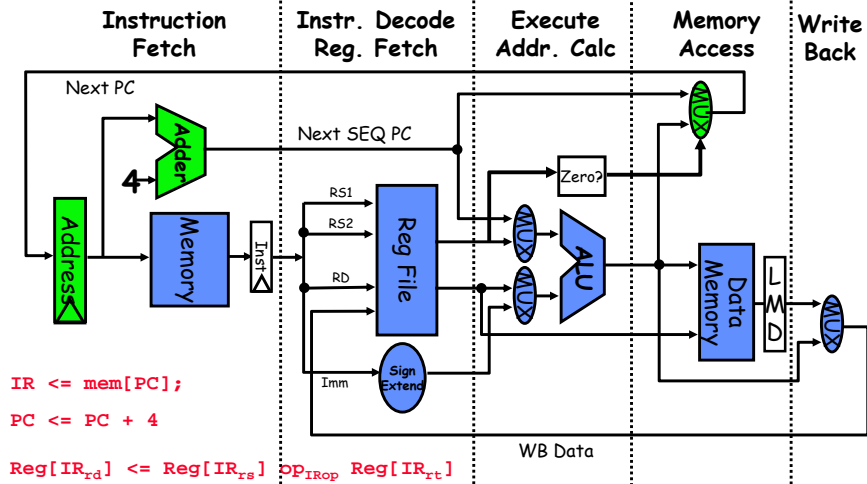 Instruction Fetch
Instr. Decode Reg. Fetch
Execute Addr. Calc
Memory Access
Write Back
Next PC
MUX
Adder
Next SEQ PC
4
Zero?
Address
Memory
Inst
RS1
RS2
RD
Reg File
MUX
MUX
ALU
Data Memory
LMD
MUX
Imm
Sign Extend
WB Data
IR <= mem[PC];
PC <= PC + 4
Reg[IRrd] <= Reg[IRrs] opIRop Reg[IRrt]